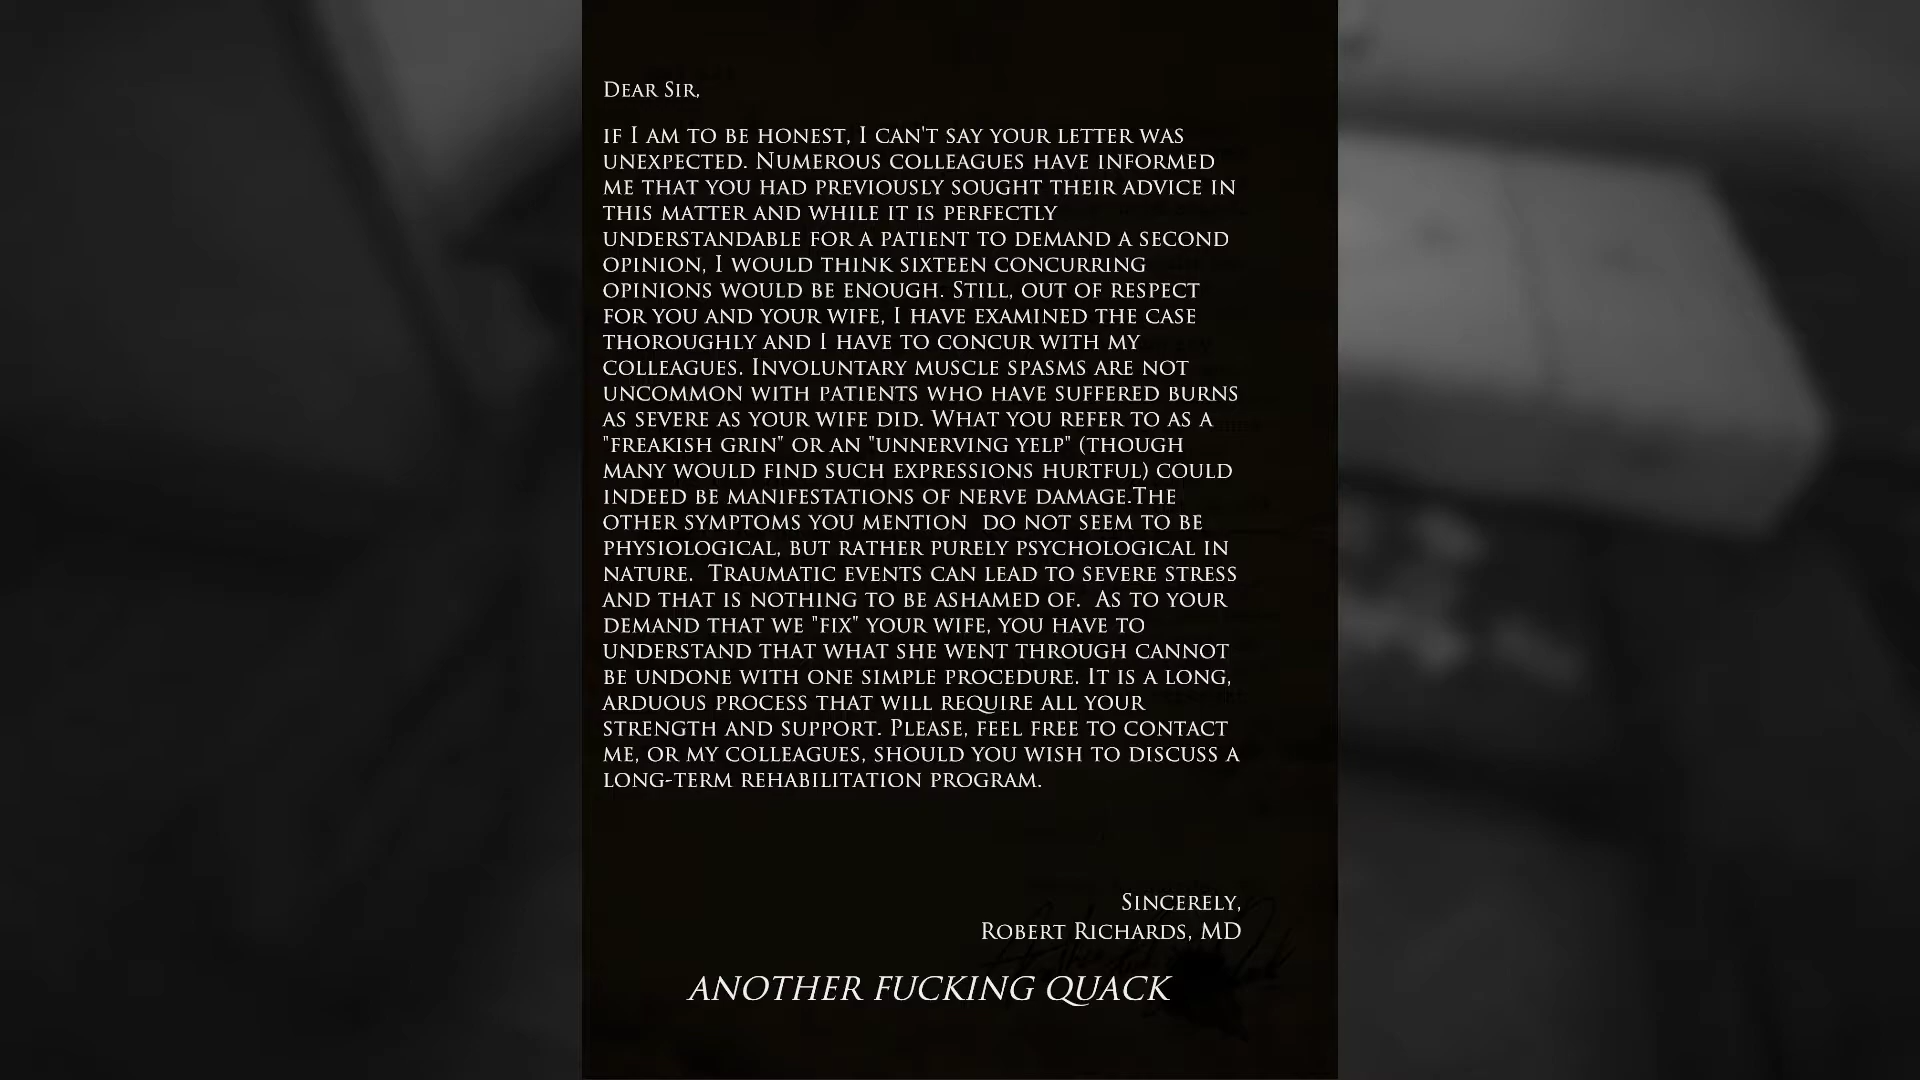 Dear Sir,
if I am to be honest, I can't say your letter was
unexpected. Numerous colleagues have informed
me that you had previously sought their advice in
this matter and while it is perfectly
understandable for a patient to demand a second
opinion, I would think sixteen concurring
opinions would be enough. Still, out of respect
for you and your wife, I have examined the case
thoroughly and I have to concur with my
colleagues. Involuntary muscle spasms are not
uncommon with patients who have suffered burns
as severe as your wife did. What you refer to as a
"freakish grin" or an "unnerving yelp" (though
many would find such expressions hurtful) could
indeed be manifestations of nerve damage.The
other symptoms you mention  do not seem to be
physiological, but rather purely psychological in
nature.  Traumatic events can lead to severe stress
and that is nothing to be ashamed of.  As to your
demand that we "fix" your wife, you have to
understand that what she went through cannot
be undone with one simple procedure. It is a long,
arduous process that will require all your
strength and support. Please, feel free to contact
me, or my colleagues, should you wish to discuss a
long-term rehabilitation program.
Sincerely,
Robert Richards, MD
ANOTHER FUCKING QUACK